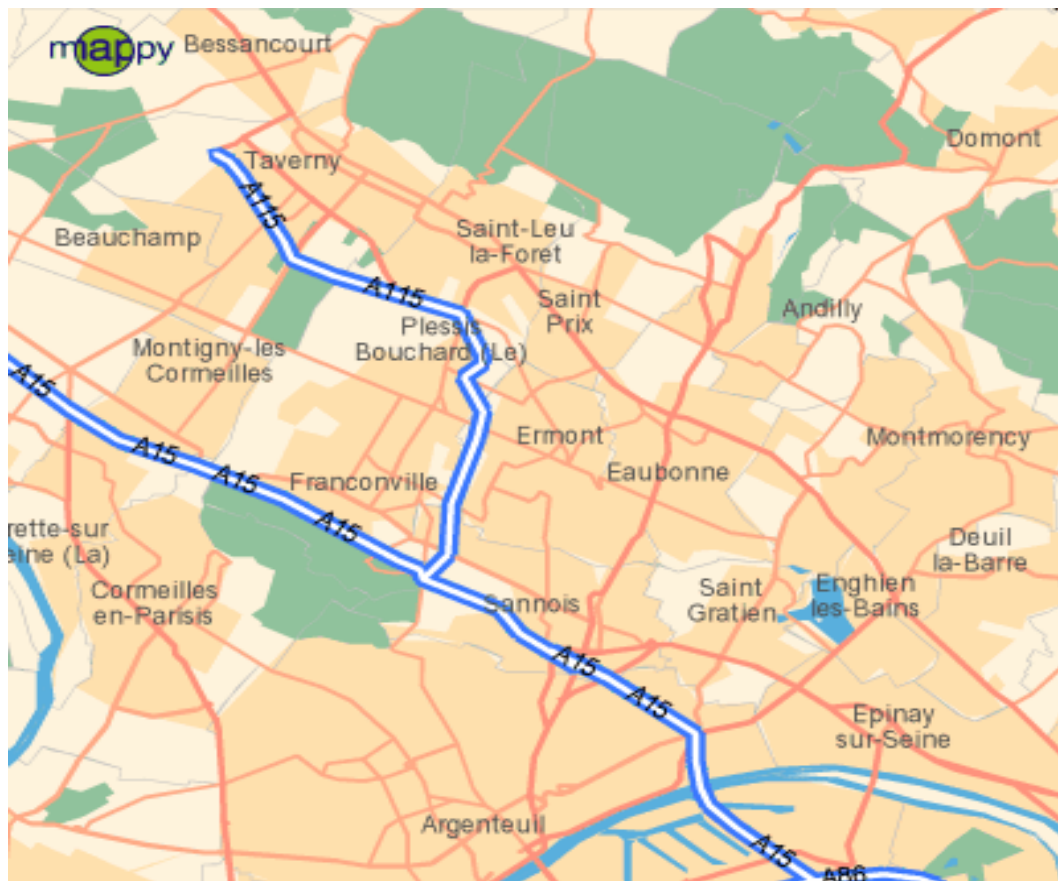 mappy
Bessancourt
Domont
Taverny
A115
Beauchamp
Saint-Leu
la-Foret
A115
Saint
Prix
Andilly
Plessis
Bouchard (Le)
Montigny-les
Cormeilles
A15
A15
A15
Ermont
Montmorency
Eaubonne
Franconville
A15
rette-sur
eine (La)
Deuil
la-Barre
Cormeilles
en-Parisis
Sannois
Saint
Gratien
Enghien
les-Bains
A15
A15
Epinay
sur-Seine
Argenteuil
A15
A86